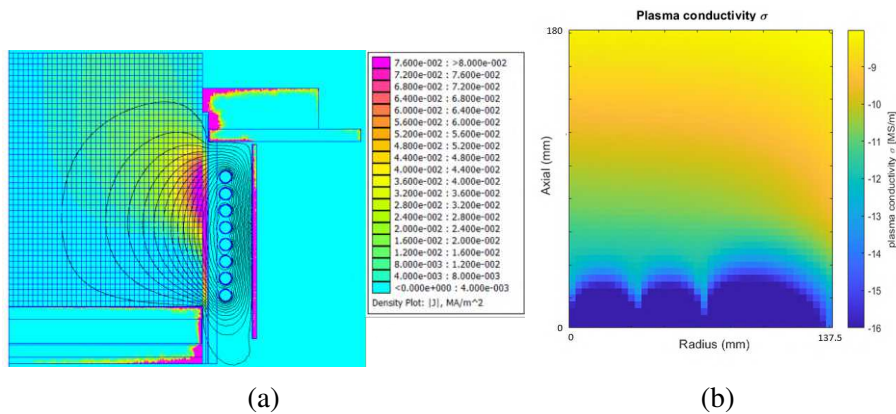 7.600e-002 : >8.000e-002
7.200e-002 : 7.600e-002
6.800e-002 : 7.200e-002
6.400e-002 : 6.800e-002
6.000e-002 : 6.400e-002
5.600e-002 : 6.000e-002
5.200e-002 : 5.600e-002
4.800e-002 : 5.200e-002
4.400e-002 : 4.800e-002
4.000e-002 : 4.400e-002
3.600e-002 : 4.000e-002
3.200e-002 : 3.600e-002
2.800e-002 : 3.200e-002
2.400e-002 : 2.800e-002
2.000e-002 : 2.400e-002
1.600e-002 : 2.000e-002
1.200e-002 : 1.600e-002
8.000e-003 : 1.200e-002
4.000e-003 : 8.000e-003
<0.000e+000 : 4.000e-003
Density Plot: |J|, MA/m^2
(a)
Plasma conductivity σ
180
Axial (mm)
0
0
137.5
Radius (mm)
-8
-9
-10
-11
-12
-13
-14
-15
-16
plasma conductivity σ [MS/m]
(b)